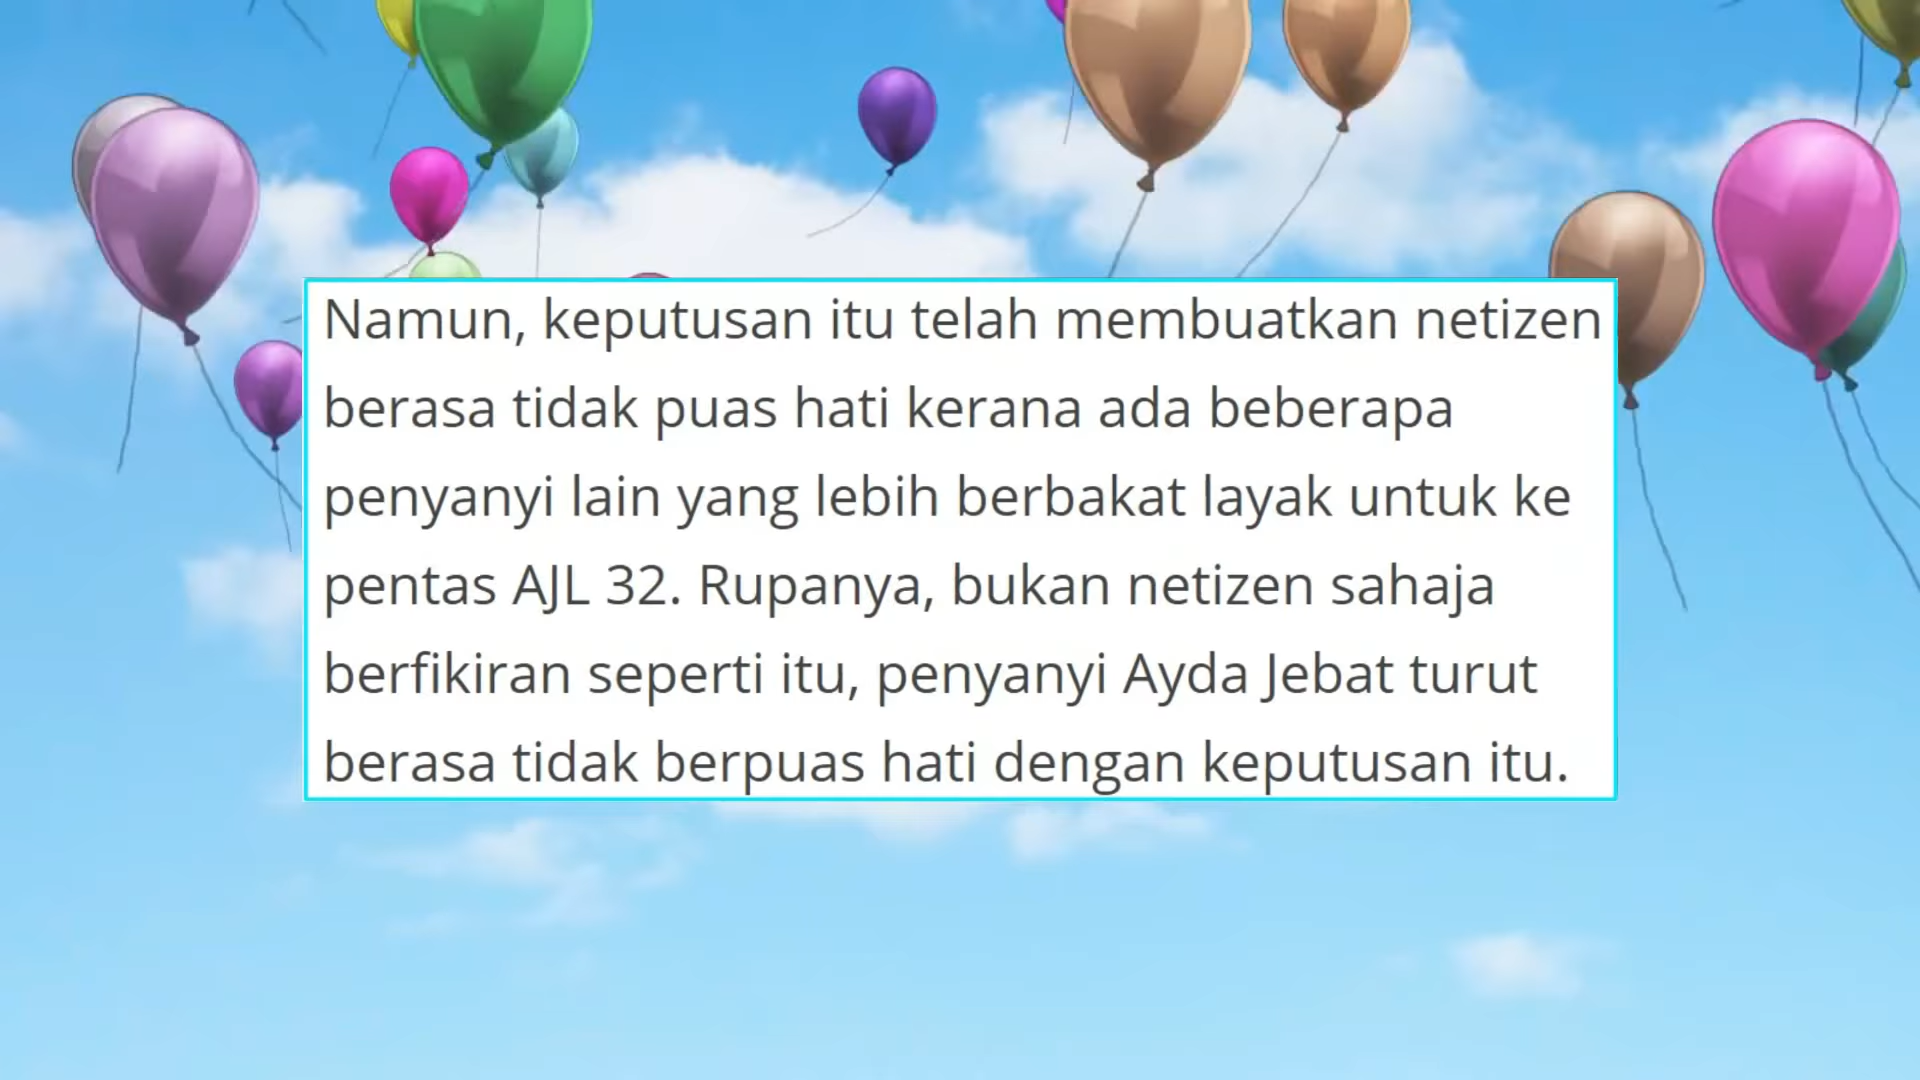 Namun, keputusan itu telah membuatkan netizen
berasa tidak puas hati kerana ada beberapa
penyanyi lain yang lebih berbakat layak untuk ke
pentas AJL 32. Rupanya, bukan netizen sahaja
berfikiran seperti itu, penyanyi Ayda Jebat turut
berasa tidak berpuas hati dengan keputusan itu.